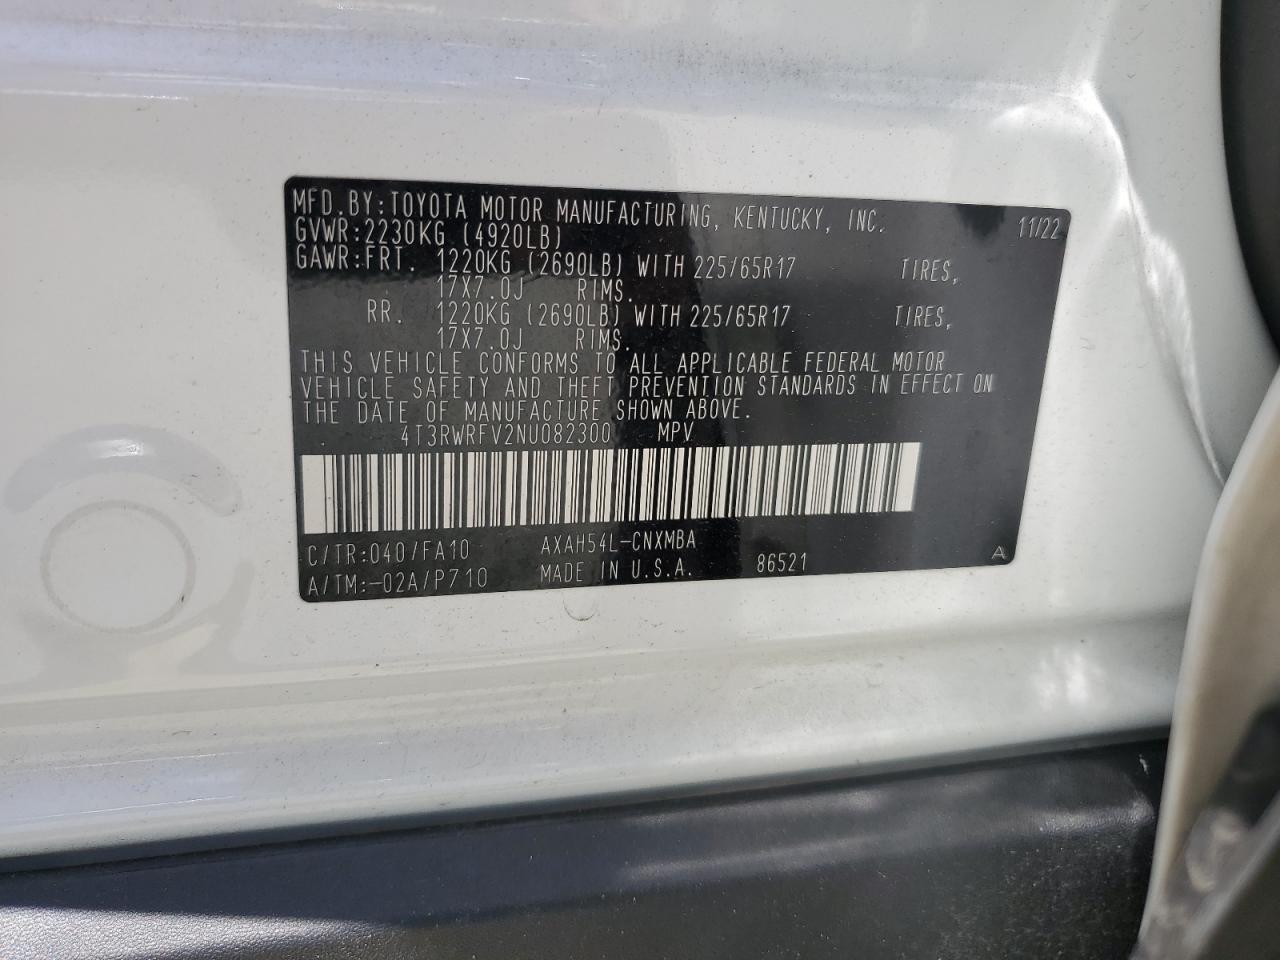 MFD.BY:TOYOTA MOTOR MANUFACTURING, KENTUCKY, INC. 11/22
GVWR:2230KG (4920LB)
GAWR:FRT. 1220KG (2690LB) WITH 225/65R17 TIRES,
17X7.0J RIMS.
RR. 1220KG (2690LB) WITH 225/65R17 TIRES,
17X7.0J RIMS.
THIS VEHICLE CONFORMS TO ALL APPLICABLE FEDERAL MOTOR
VEHICLE SAFETY AND THEFT PREVENTION STANDARDS IN EFFECT ON
THE DATE OF MANUFACTURE SHOWN ABOVE.
4T3RWRFV2NU082300 MPV
C/TR:040/FA10 AXAH54L-CNXMBA
A/TM:-02A/P710 MADE IN U.S.A. 86521 A